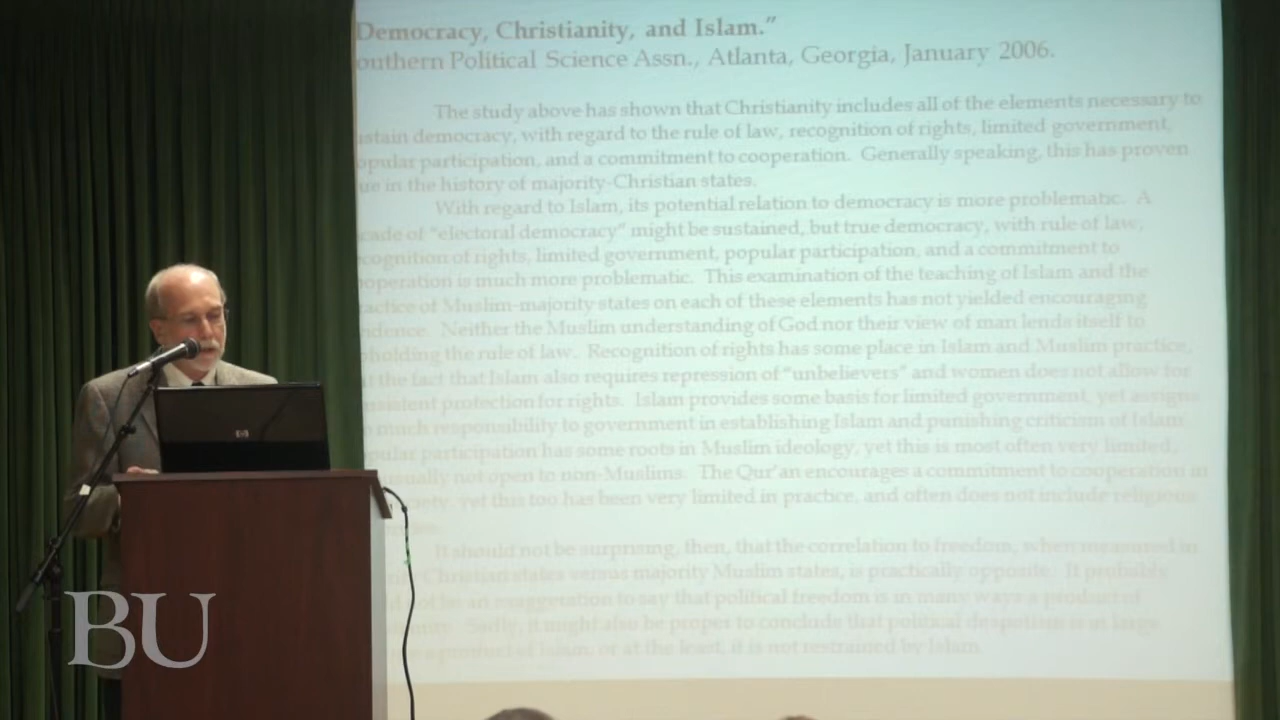 Democracy, Christianity, and Islam.”
outhern Political Science Assn., Atlanta, Georgia, January 2006.
The study above has shown that Christianity includes all of the elements necessary to
stain democracy, with regard to the rule of law, recognition of rights, limited government,
opular participation, and a commitment to cooperation. Generally speaking, this has proven
ue in the history of majority-Christian states.
With regard to Islam, its potential relation to democracy is more problematic. A
cade of “electoral democracy” might be sustained, but true democracy, with rule of law,
cognition of rights, limited government, popular participation, and a commitment to
operation is much more problematic. This examination of the teaching of Islam and the
actice of Muslim-majority states on each of these elements has not yielded encouraging
idence. Neither the Muslim understanding of God nor their view of man lends itself to
holding the rule of law. Recognition of rights has some place in Islam and Muslim practice,
t the fact that Islam also requires repression of “unbelievers” and women does not allow for
nsistent protection for rights. Islam provides some basis for limited government, yet assigns
much responsibility to government in establishing Islam and punishing criticism of Islam.
pular participation has some roots in Muslim ideology, yet this is most often very limited,
usually not open to non-Muslims. The Qur’an encourages a commitment to cooperation in
ciety, yet this too has been very limited in practice, and often does not include religious
It should not be surprising, then, that the correlation to freedom, when measured in
Christian states versus majority Muslim states, is practically opposite. It probably
not be an exaggeration to say that political freedom is in many ways a product of
Sadly, it might also be proper to conclude that political despotism is at large
a product of Islam, or at the least, it is not restrained by Islam.
hp
BU